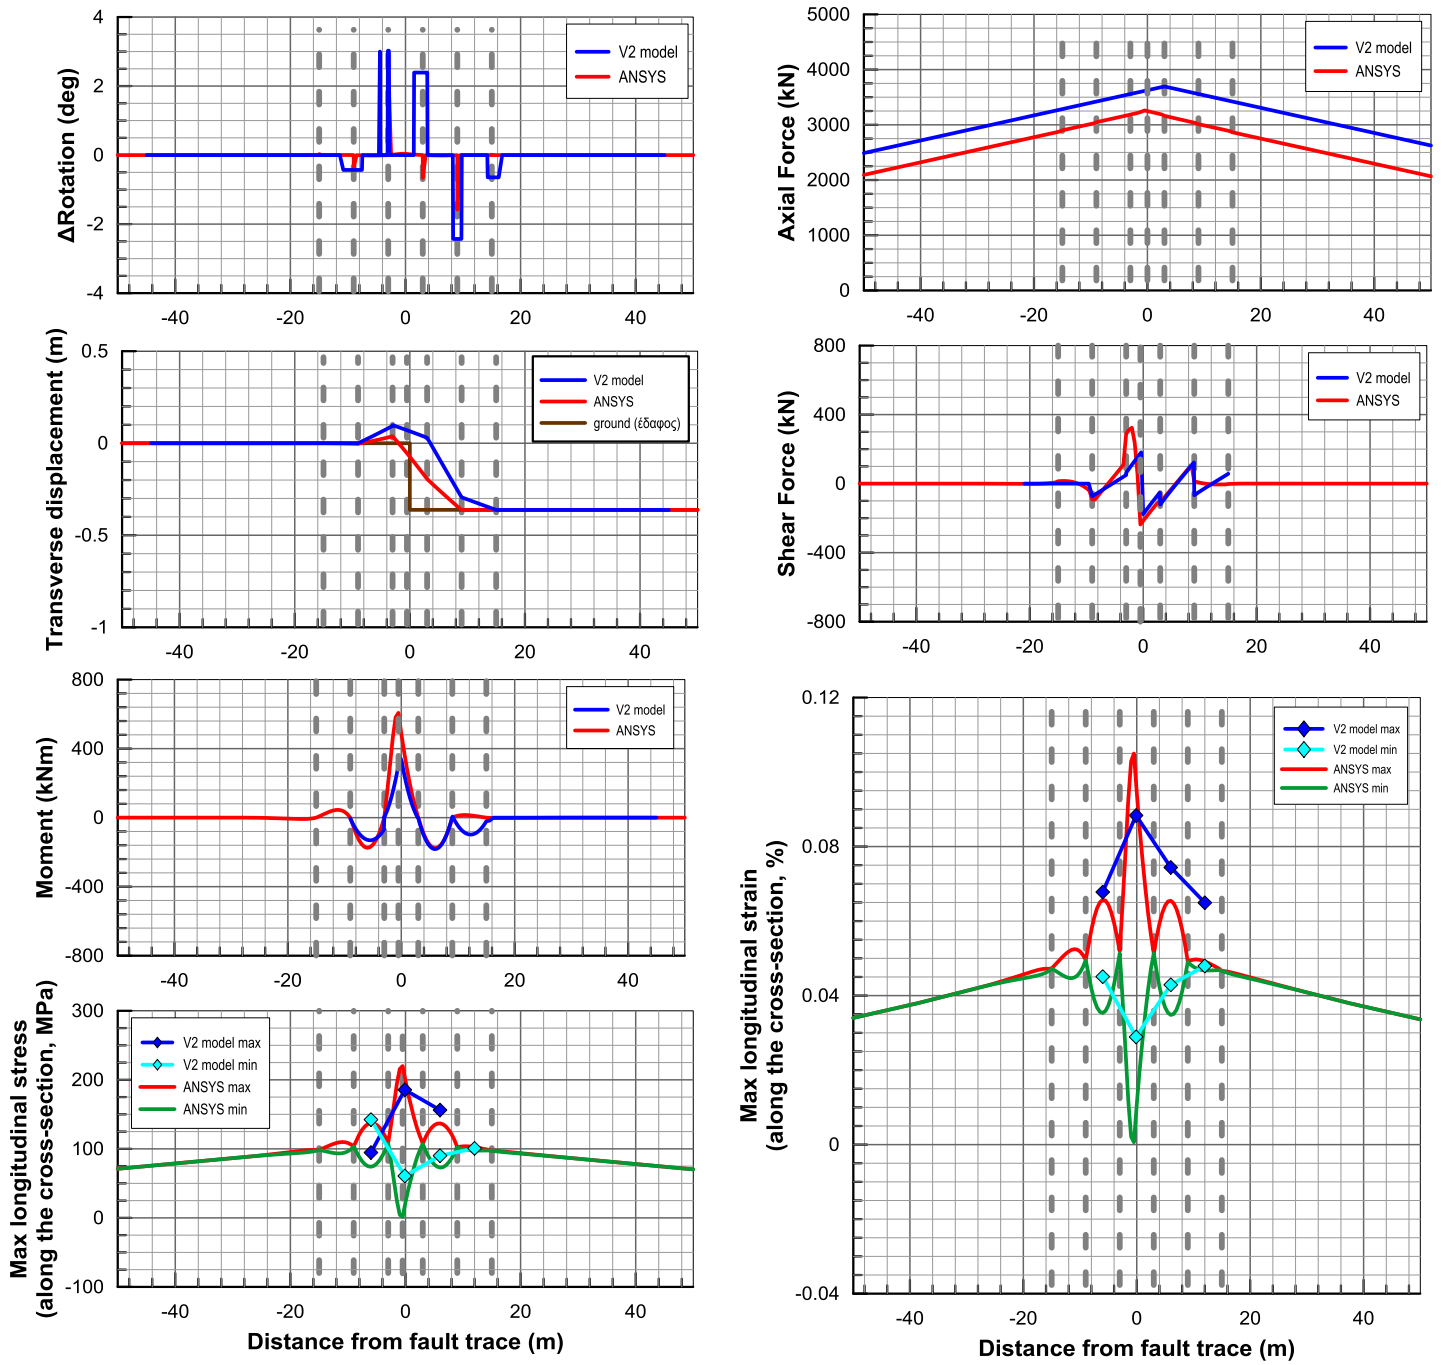 4
2
0
-2
-4
ΔRotation (deg)
V2 model
ANSYS
-40
-20
0
20
40
5000
4000
3000
2000
1000
0
Axial Force (kN)
V2 model
ANSYS
-40
-20
0
20
40
0.5
0
-0.5
-1
Transverse displacement (m)
V2 model
ANSYS
ground (έδαφος)
-40
-20
0
20
40
800
400
0
-400
-800
Shear Force (kN)
V2 model
ANSYS
-40
-20
0
20
40
800
400
0
-400
-800
Moment (kNm)
V2 model
ANSYS
-40
-20
0
20
40
300
200
100
0
-100
Max longitudinal stress
(along the cross-section, MPa)
V2 model max
V2 model min
ANSYS max
ANSYS min
-40
-20
0
20
40
Distance from fault trace (m)
0.12
0.08
0.04
0
-0.04
Max longitudinal strain
(along the cross-section, %)
V2 model max
V2 model min
ANSYS max
ANSYS min
-40
-20
0
20
40
Distance from fault trace (m)